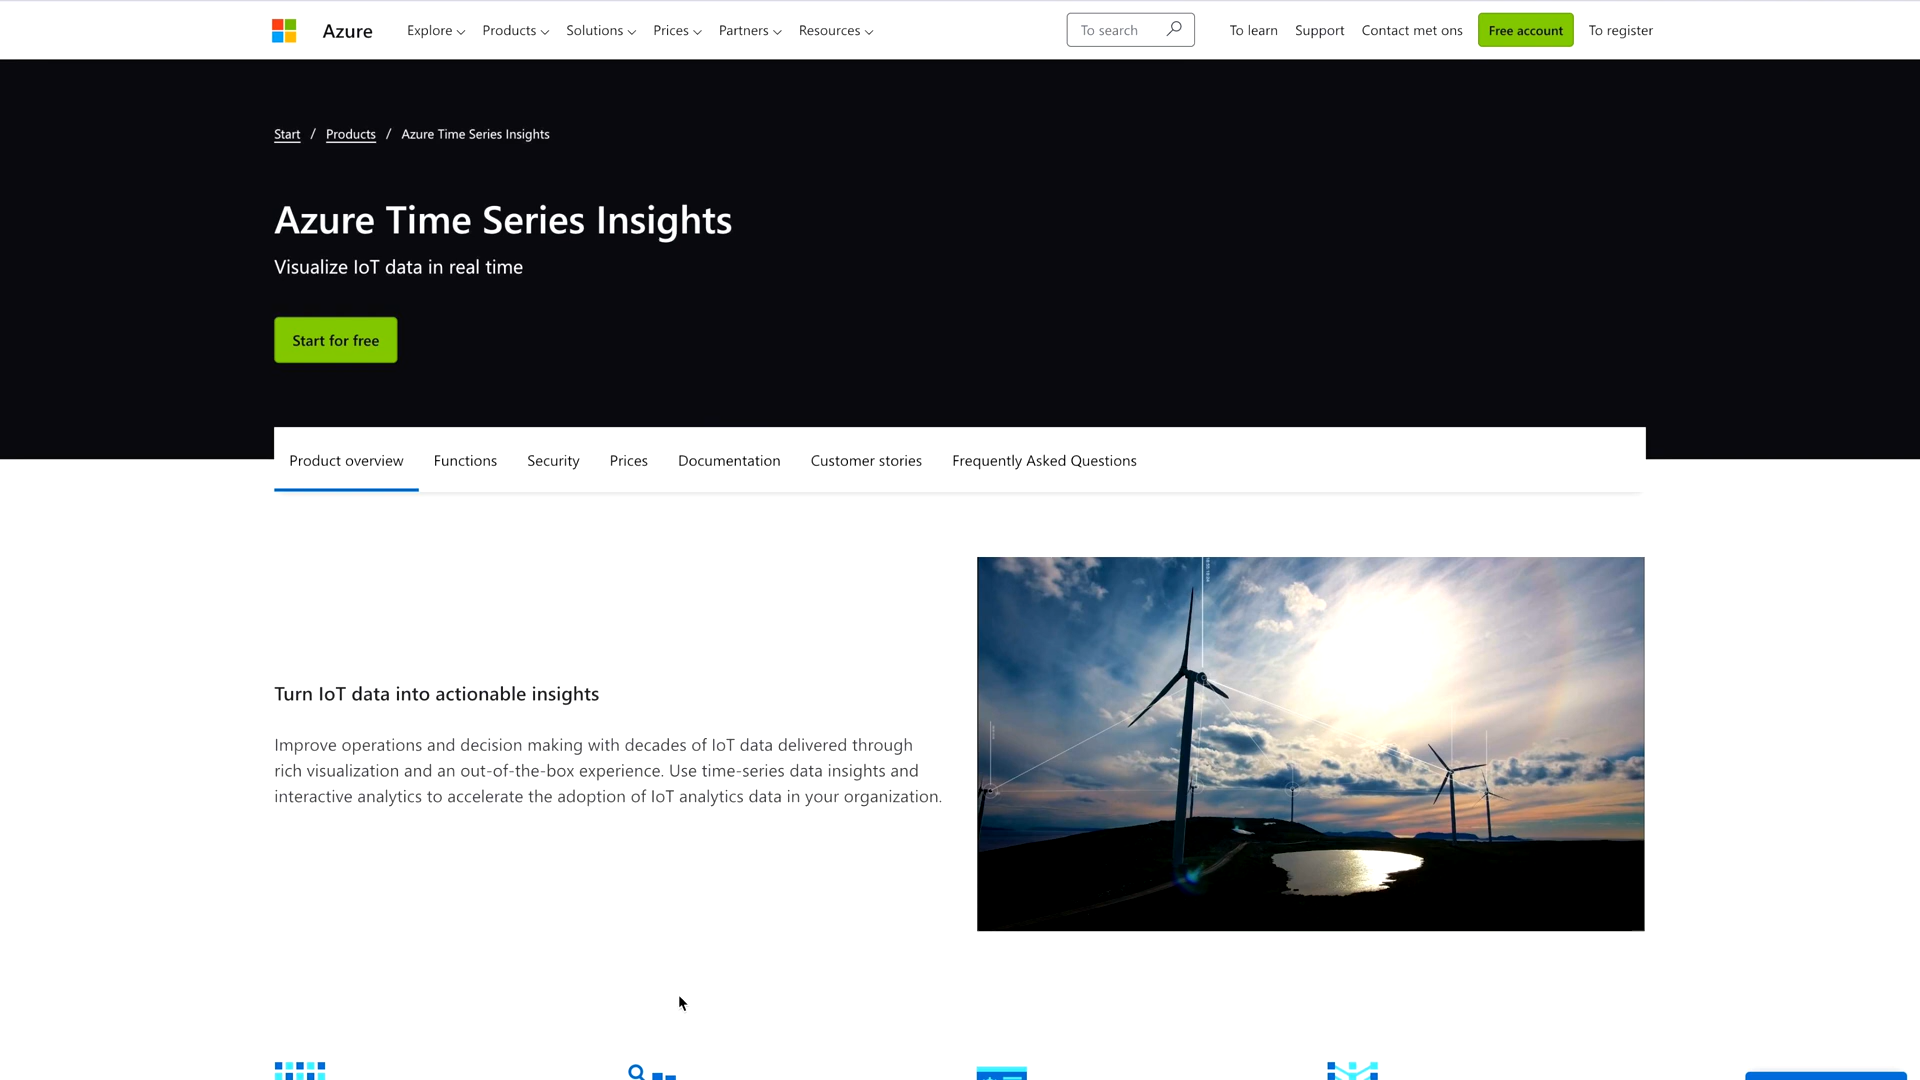 Azure
Explore
Products
Solutions
Prices
Partners
Resources
To search
To learn
Support
Contact met ons
Free account
To register
Start / Products / Azure Time Series Insights
Azure Time Series Insights
Visualize IoT data in real time
Start for free
Product overview
Functions
Security
Prices
Documentation
Customer stories
Frequently Asked Questions
Turn IoT data into actionable insights
Improve operations and decision making with decades of IoT data delivered through
rich visualization and an out-of-the-box experience. Use time-series data insights and
interactive analytics to accelerate the adoption of IoT analytics data in your organization.